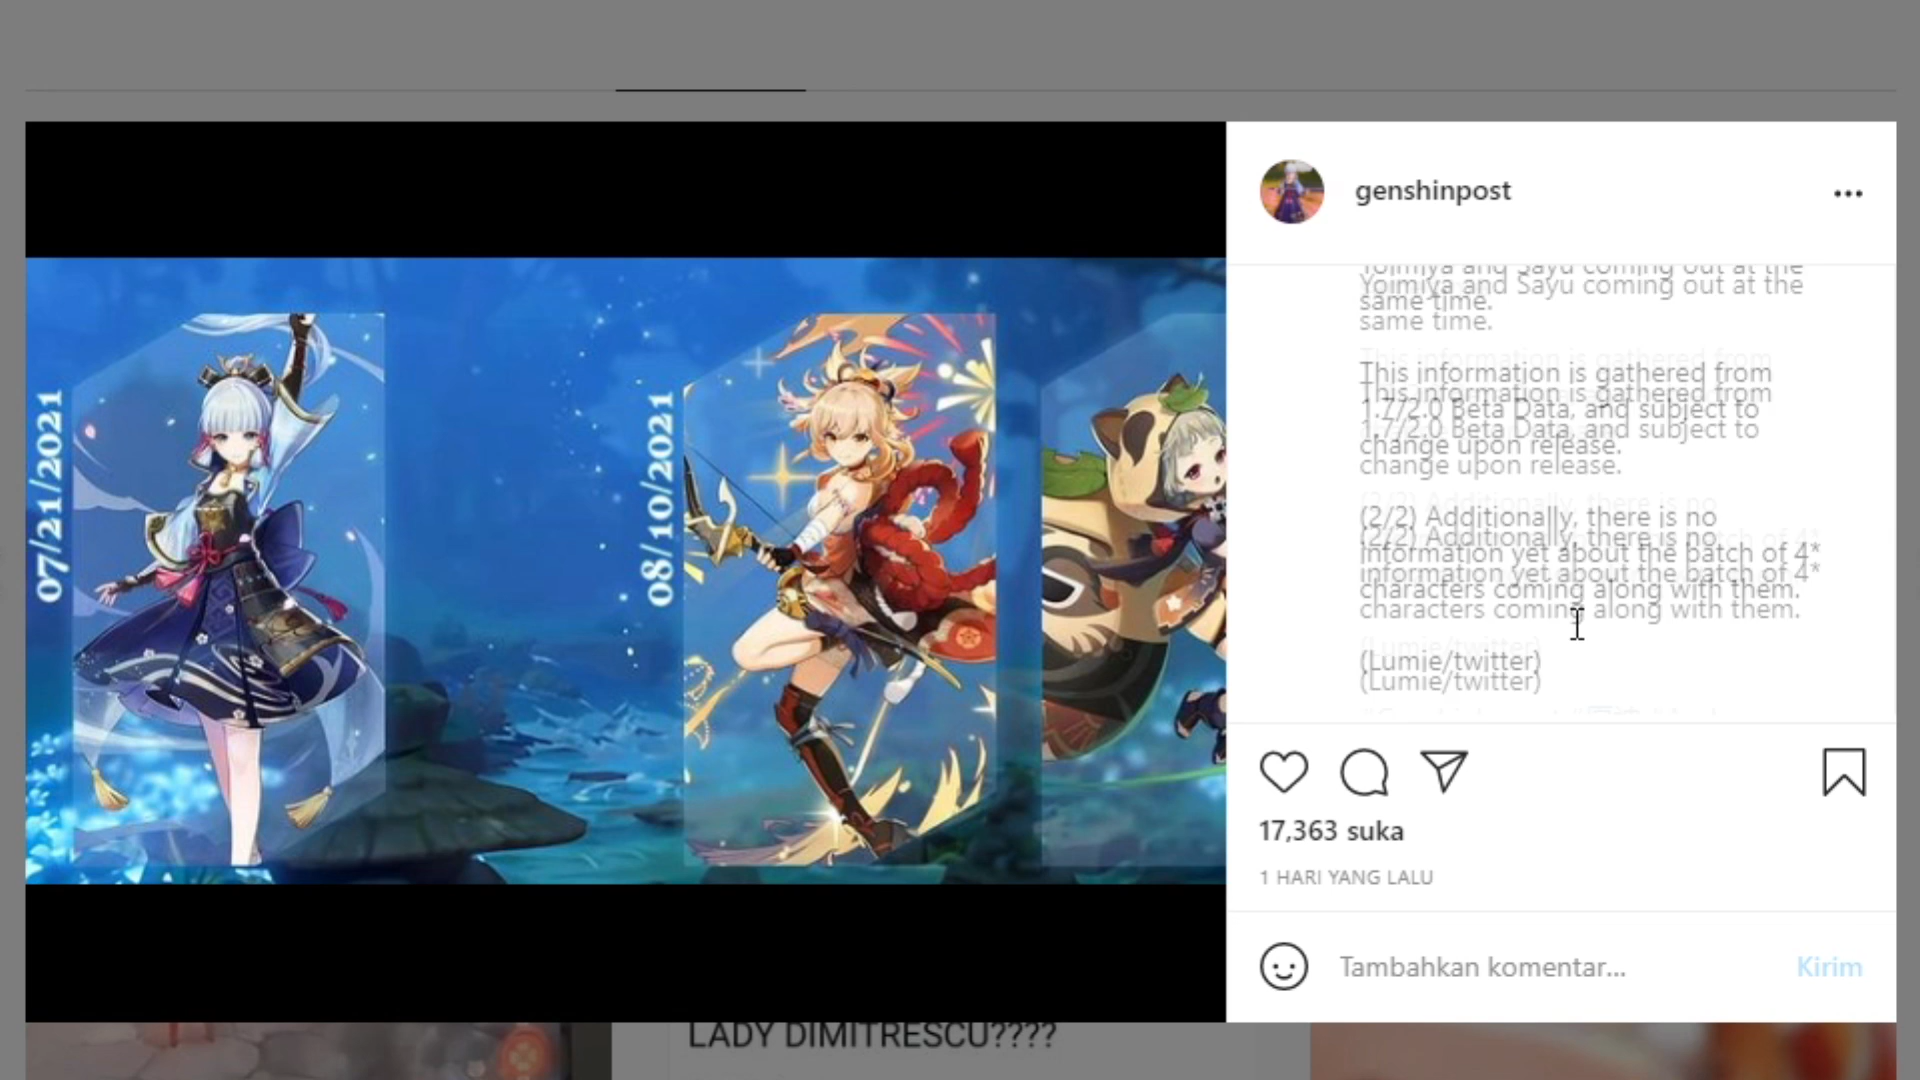 07/21/2021
08/10/2021
genshinpost
Yoimiya and Sayu coming out at the
same time.
This information is gathered from
1.7/2.0 Beta Data, and subject to
change upon release.
(2/2) Additionally, there is no
information yet about the batch of 4*
characters coming along with them.
(Lumie/twitter)
17,363 suka
1 HARI YANG LALU
Tambahkan komentar...
Kirim
LADY DIMITRESCU????